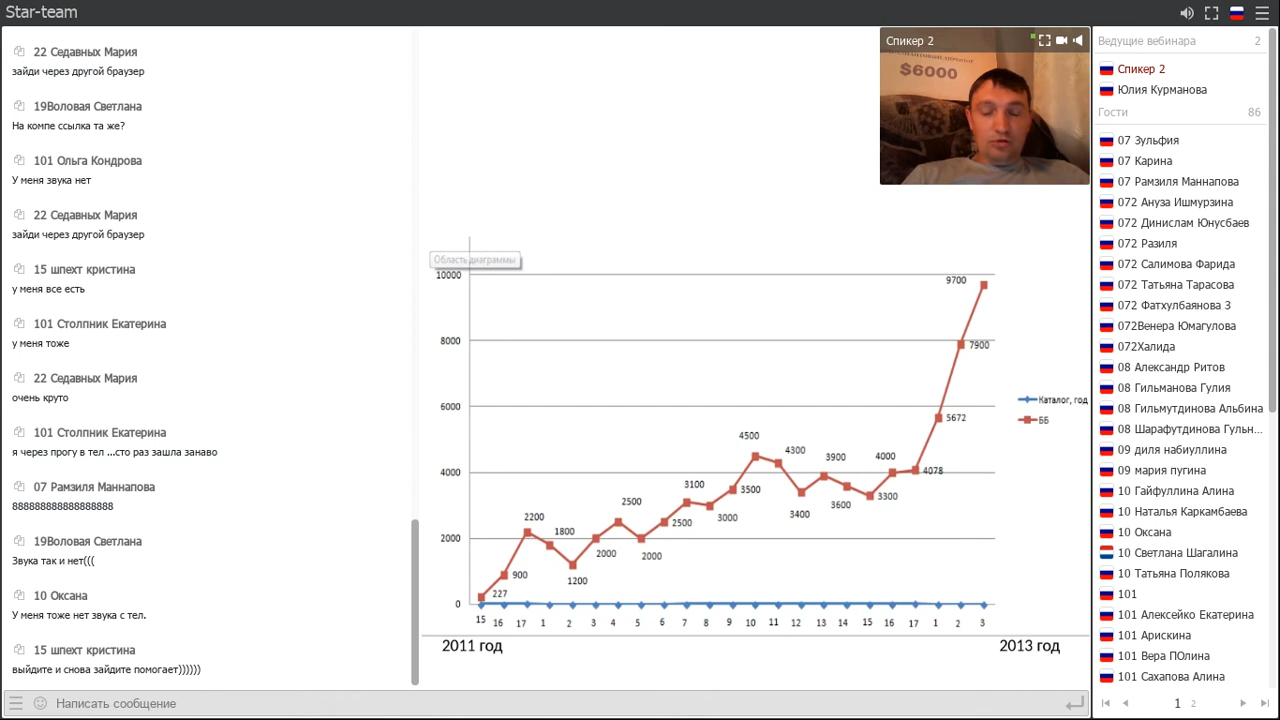 Star-team
22 Седавных Мария
зайди через другой браузер
19Воловая Светлана
На компе ссылка та же?
101 Ольга Кондрова
У меня звука нет
22 Седавных Мария
зайди через другой браузер
15 шпехт кристина
у меня все есть
101 Столпник Екатерина
у меня тоже
22 Седавных Мария
очень круто
101 Столпник Екатерина
я через прогу в тел ...сто раз зашла занаво
07 Рамзиля Маннапова
888888888888888888
19Воловая Светлана
Звука так и нет(((
10 Оксана
У меня тоже нет звука с тел.
15 шпехт кристина
выйдите и снова зайдите помогает))))))
Написать сообщение
Спикер 2
$6000
Область диаграммы
10000
8000
6000
4000
2000
0
227
900
2200
1800
1200
2000
2500
2000
2500
3100
3000
3500
4500
4300
3400
3900
3600
3300
4000
4078
5672
7900
9700
15 16 17 1 2 3 4 5 6 7 8 9 10 11 12 13 14 15 16 17 1 2 3
2011 год
2013 год
Каталог, год
ББ
Ведущие вебинара 2
Спикер 2
Юлия Курманова
Гости 86
07 Зульфия
07 Карина
07 Рамзиля Маннапова
072 Ануза Ишмурзина
072 Динислам Юнусбаев
072 Разиля
072 Салимова Фарида
072 Татьяна Тарасова
072 Фатхулбаянова З
072Венера Юмагулова
072Халида
08 Александр Ритов
08 Гильманова Гулия
08 Гильмутдинова Альбина
08 Шарафутдинова Гульн...
09 диля набиуллина
09 мария пугина
10 Гайфуллина Алина
10 Наталья Каркамбаева
10 Оксана
10 Светлана Шагалина
10 Татьяна Полякова
101
101 Алексейко Екатерина
101 Арискина
101 Вера ПОлина
101 Сахапова Алина
1 2